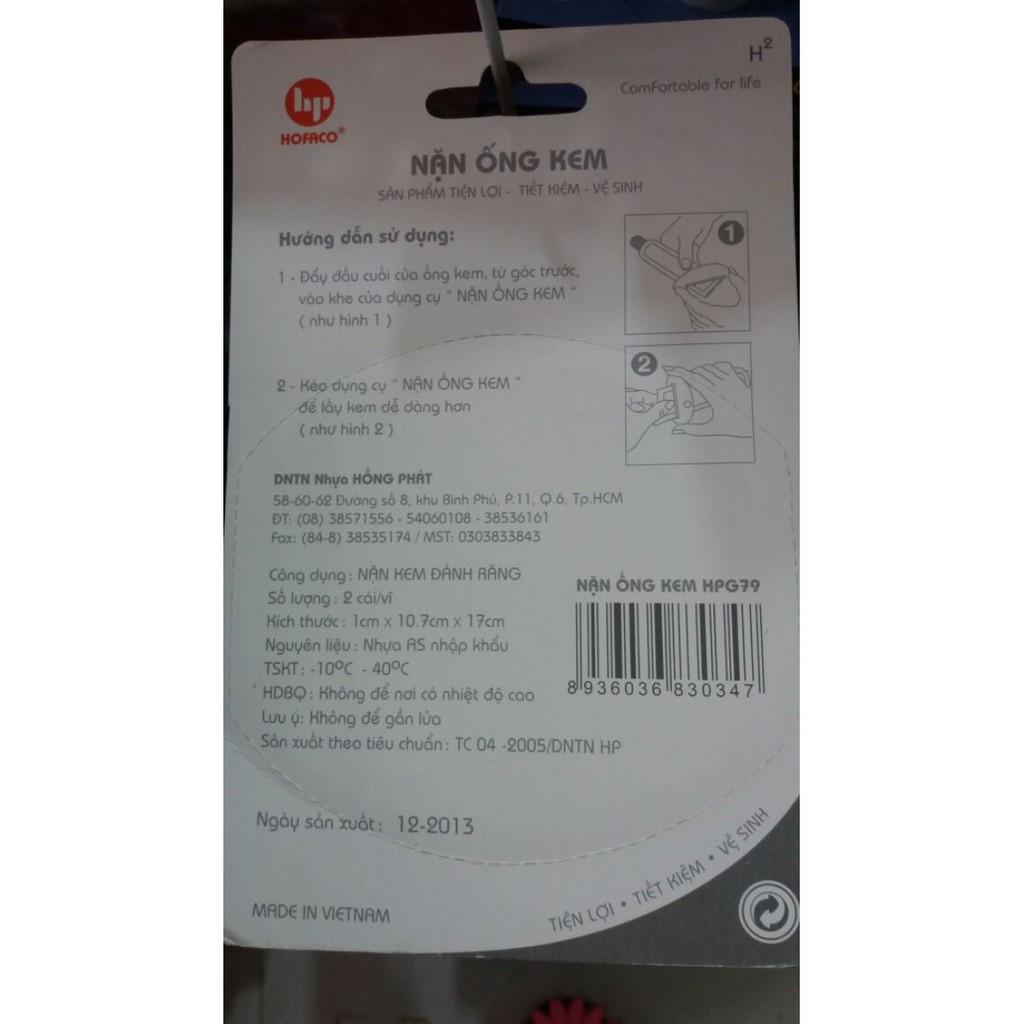 H²
ComFortable for life
hp
HOFACO®
NẶN ỐNG KEM
SẢN PHẨM TIỆN LỢI - TIẾT KIỆM - VỆ SINH
Hướng dẫn sử dụng:
1 - Đẩy đầu cuối của ống kem, từ góc trước,
vào khe của dụng cụ " NẶN ỐNG KEM "
( như hình 1 )
1
2 - Kéo dụng cụ " NẶN ỐNG KEM "
để lấy kem dễ dàng hơn
( như hình 2 )
2
DNTN Nhựa HỒNG PHÁT
58-60-62 Đường số 8, khu Bình Phú, P.11, Q.6, Tp.HCM
ĐT: (08) 38571556 - 54060108 - 38536161
Fax: (84-8) 38535174 / MST: 0303833843
Công dụng : NẶN KEM ĐÁNH RĂNG
Số lượng : 2 cái/vỉ
Kích thước : 1cm x 10.7cm x 17cm
Nguyên liệu : Nhựa AS nhập khẩu
TSKT : -10ºC - 40ºC
HDBQ : Không để nơi có nhiệt độ cao
Lưu ý: Không để gần lửa
Sản xuất theo tiêu chuẩn : TC 04 -2005/DNTN HP
NẶN ỐNG KEM HPG79
8 936036 830347
Ngày sản xuất : 12-2013
MADE IN VIETNAM
TIỆN LỢI • TIẾT KIỆM • VỆ SINH